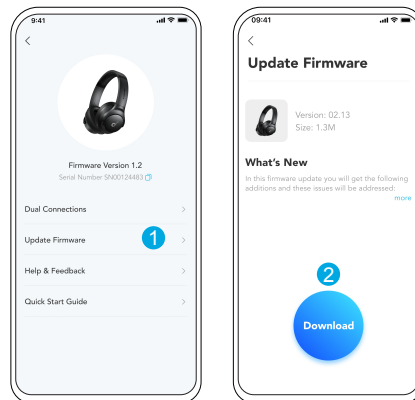 9:41
Firmware Version 1.2
Serial Number SN00124483
Dual Connections
Update Firmware
1
Help & Feedback
Quick Start Guide
09:41
Update Firmware
Version: 02.13
Size: 1.3M
What's New
In this firmware update you will get the following
additions and these issues will be addressed:
more
2
Download